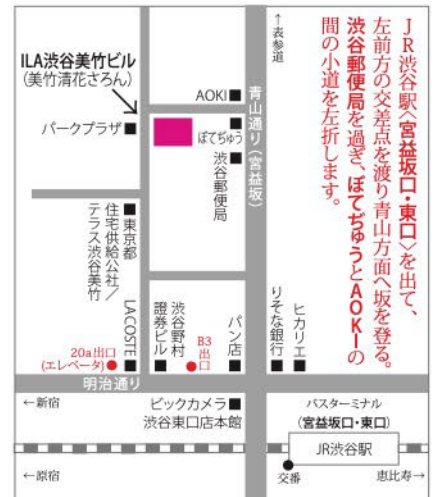 JR渋谷駅〈宮益坂口・東口〉を出て、
左前方の交差点を渡り青山方面へ坂を登る。
渋谷郵便局を過ぎ、ぽてぢゅうとAOKIの
間の小道を左折します。
←表参道
青山通り(宮益坂)
ILA渋谷美竹ビル
(美竹清花さろん)
AOKI
パークプラザ
ぽてぢゅう
渋谷郵便局
東京都
住宅供給公社/
テラス渋谷美竹
LACOSTE
20a出口
(エレベータ)
渋谷野村
證券ビル
B3
出口
パン店
りそな銀行
ヒカリエ
明治通り
←新宿
ビックカメラ
渋谷東口店本館
バスターミナル
(宮益坂口・東口)
JR渋谷駅
←原宿
交番
恵比寿→